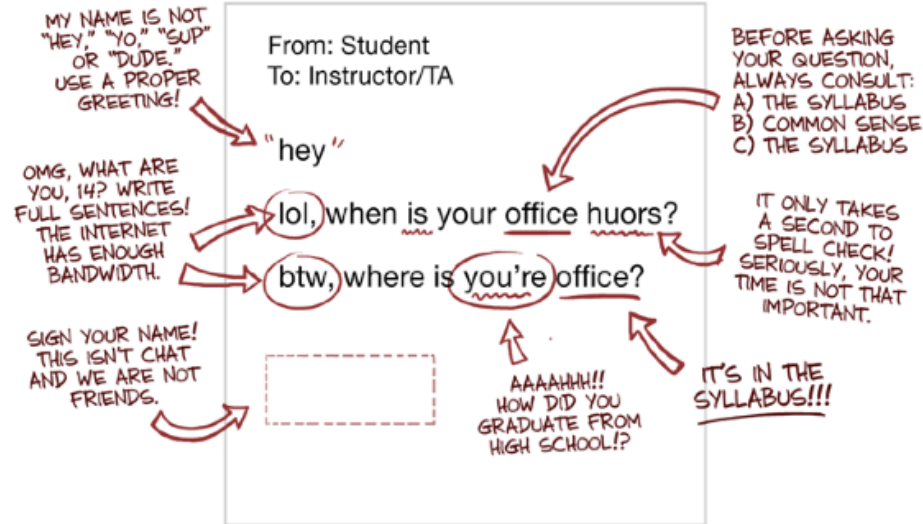 MY NAME IS NOT
"HEY," "YO," "SUP"
OR "DUDE."
USE A PROPER
GREETING!
From: Student
To: Instructor/TA
BEFORE ASKING
YOUR QUESTION,
ALWAYS CONSULT:
A) THE SYLLABUS
B) COMMON SENSE
C) THE SYLLABUS
"hey"
OMG, WHAT ARE
YOU, 14? WRITE
FULL SENTENCES!
THE INTERNET
HAS ENOUGH
BANDWIDTH.
lol, when is your office huors?
btw, where is you're office?
IT ONLY TAKES
A SECOND TO
SPELL CHECK!
SERIOUSLY, YOUR
TIME IS NOT THAT
IMPORTANT.
SIGN YOUR NAME!
THIS ISN'T CHAT
AND WE ARE NOT
FRIENDS.
AAAAHHH!!
HOW DID YOU
GRADUATE FROM
HIGH SCHOOL!?
IT'S IN THE
SYLLABUS!!!